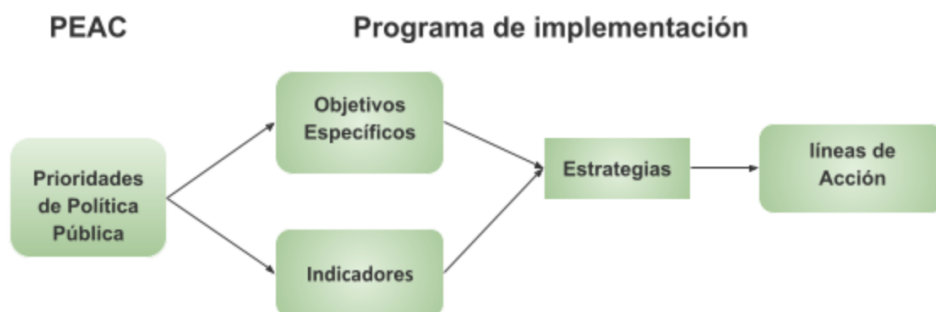 PEAC
Programa de implementación
Prioridades
de Política
Pública
Objetivos
Específicos
Indicadores
Estrategias
líneas de
Acción